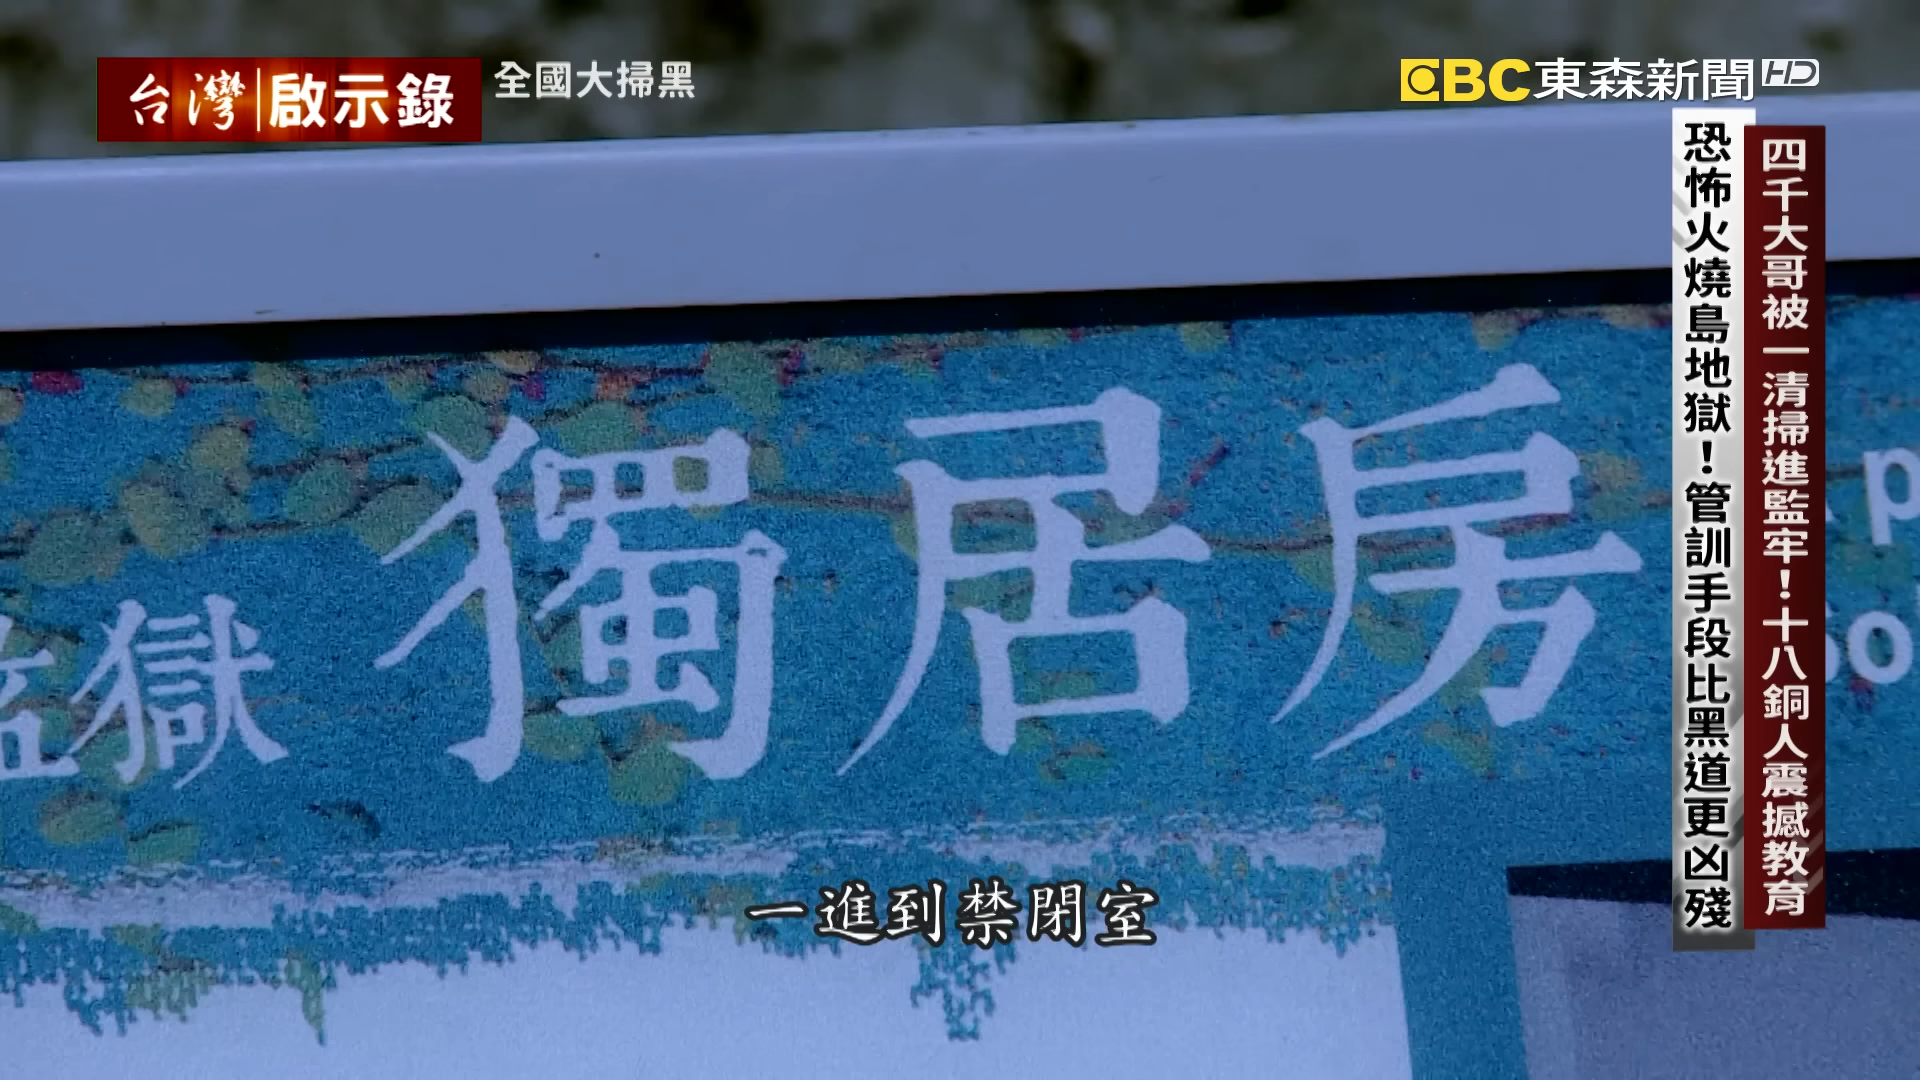 台灣啟示錄
全國大掃黑
EBC東森新聞HD
四千大哥被一清掃進監牢！十八銅人震撼教育
恐怖火燒島地獄！管訓手段比黑道更凶殘
監獄 獨居房
一進到禁閉室